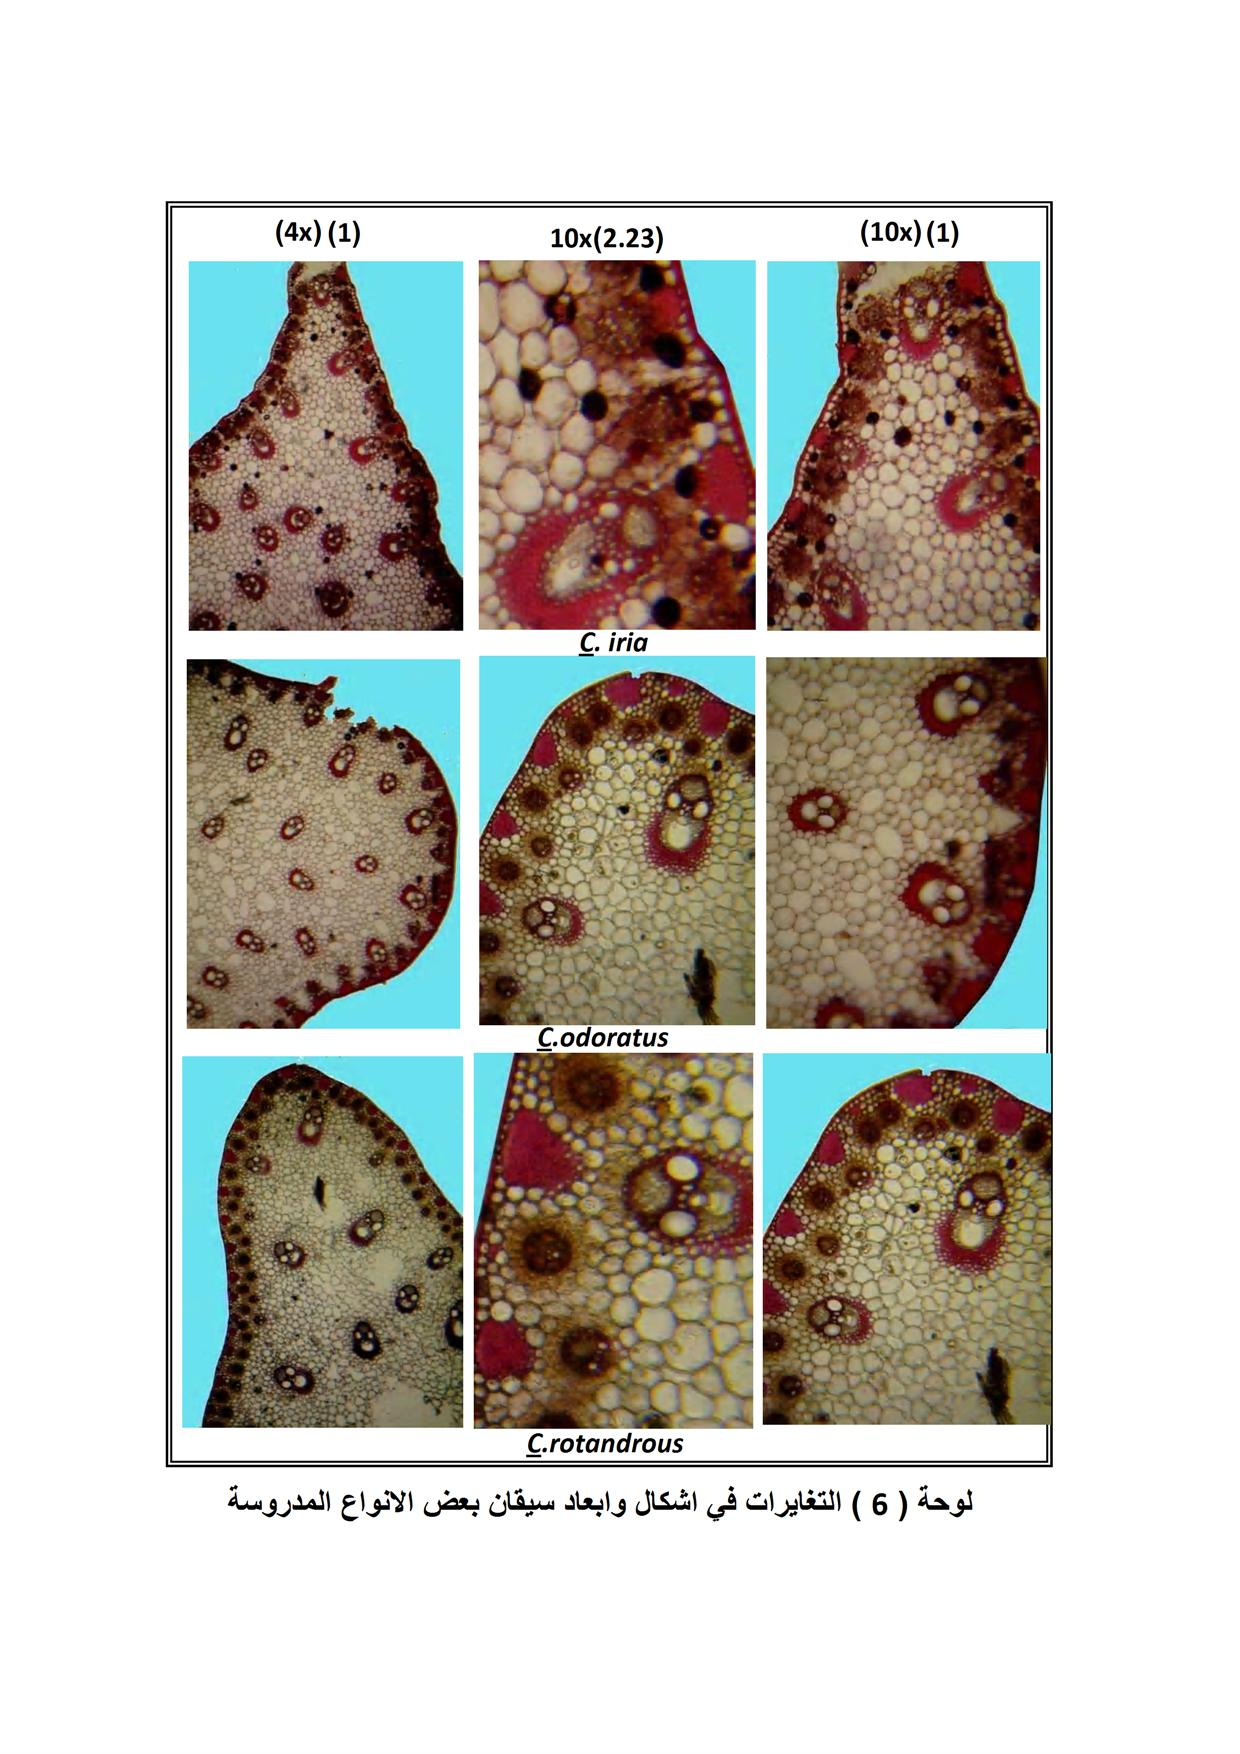 (4x) (1)
10x(2.23)
(10x) (1)
C. iria
C.odoratus
C.rotandrous
لوحة ( 6 ) التغايرات في اشكال وابعاد سيقان بعض الانواع المدروسة